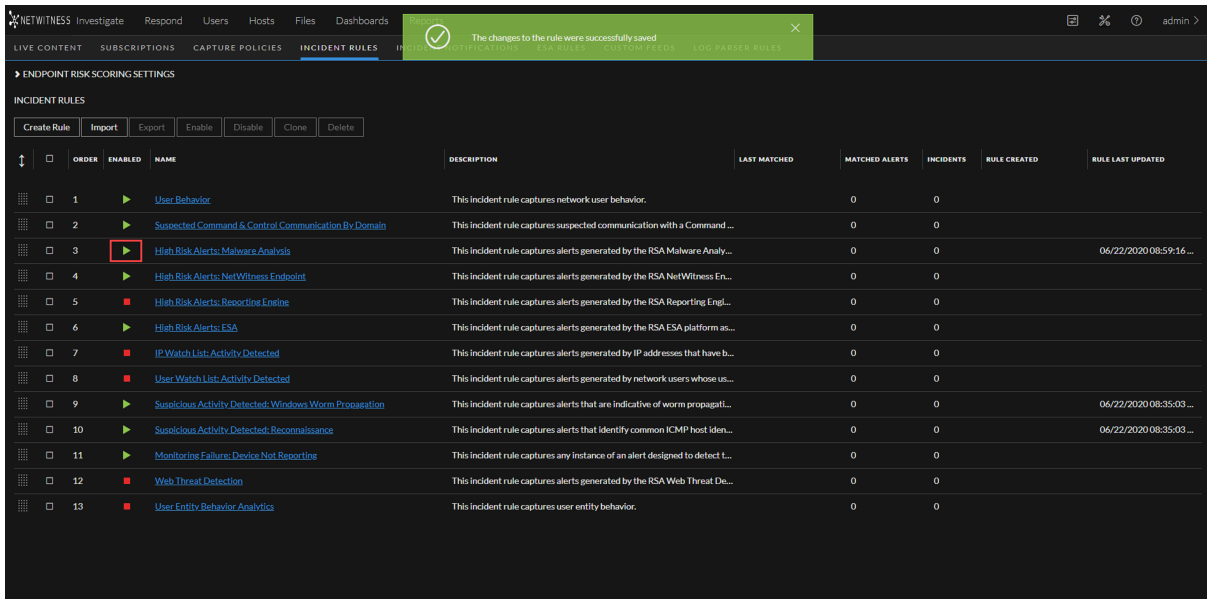 NETWITNESS Investigate Respond Users Hosts Files Dashboards Reports admin >
The changes to the rule were successfully saved
LIVE CONTENT SUBSCRIPTIONS CAPTURE POLICIES INCIDENT RULES INCIDENT NOTIFICATIONS ESA RULES CUSTOM FEEDS LOG PARSER RULES
ENDPOINT RISK SCORING SETTINGS
INCIDENT RULES
Create Rule Import Export Enable Disable Clone Delete
ORDER ENABLED NAME DESCRIPTION LAST MATCHED MATCHED ALERTS INCIDENTS RULE CREATED RULE LAST UPDATED
1 User Behavior This incident rule captures network user behavior. 0 0
2 Suspected Command & Control Communication By Domain This incident rule captures suspected communication with a Command ... 0 0
3 High Risk Alerts: Malware Analysis This incident rule captures alerts generated by the RSA Malware Analy... 0 0 06/22/2020 08:59:16 ...
4 High Risk Alerts: NetWitness Endpoint This incident rule captures alerts generated by the RSA NetWitness En... 0 0
5 High Risk Alerts: Reporting Engine This incident rule captures alerts generated by the RSA Reporting Engi... 0 0
6 High Risk Alerts: ESA This incident rule captures alerts generated by the RSA ESA platform as... 0 0
7 IP Watch List: Activity Detected This incident rule captures alerts generated by IP addresses that have b... 0 0
8 User Watch List: Activity Detected This incident rule captures alerts generated by network users whose us... 0 0
9 Suspicious Activity Detected: Windows Worm Propagation This incident rule captures alerts that are indicative of worm propagati... 0 0 06/22/2020 08:35:03 ...
10 Suspicious Activity Detected: Reconnaissance This incident rule captures alerts that identify common ICMP host iden... 0 0 06/22/2020 08:35:03 ...
11 Monitoring Failure: Device Not Reporting This incident rule captures any instance of an alert designed to detect t... 0 0
12 Web Threat Detection This incident rule captures alerts generated by the RSA Web Threat De... 0 0
13 User Entity Behavior Analytics This incident rule captures user entity behavior. 0 0